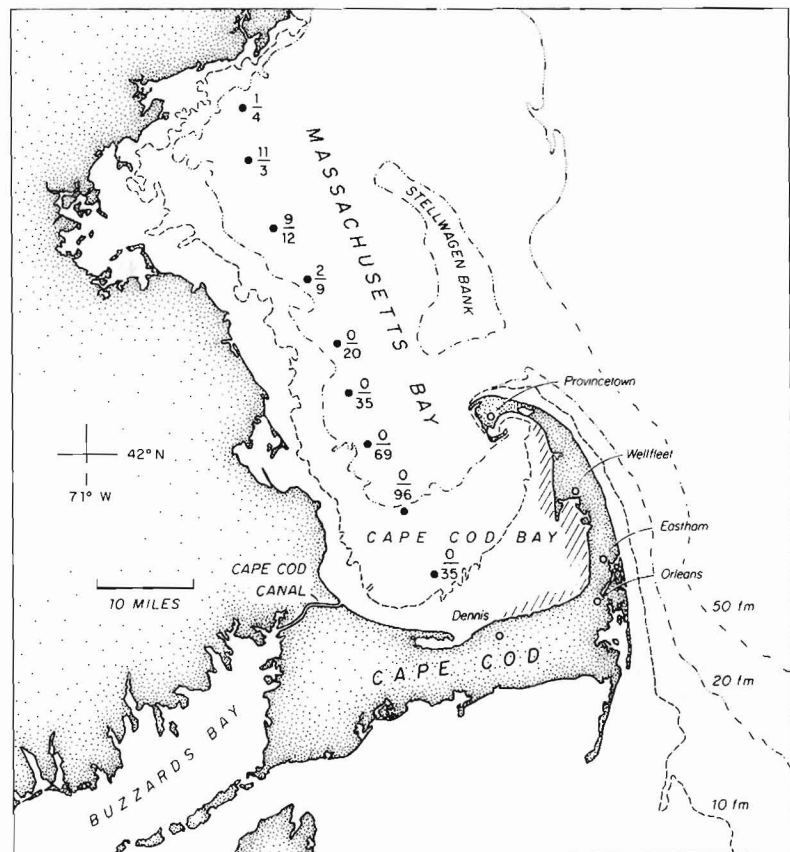 1
4
11
3
MASSACHUSETTS BAY
STELLWAGEN BANK
9
12
2
9
0
20
0
35
Provincetown
0
69
42° N
71° W
Wellfleet
0
96
CAPE COD BAY
Eastham
0
35
CAPE COD
CANAL
Orleans
10 MILES
50 fm
Dennis
CAPE COD
20 fm
BUZZARDS BAY
10 fm